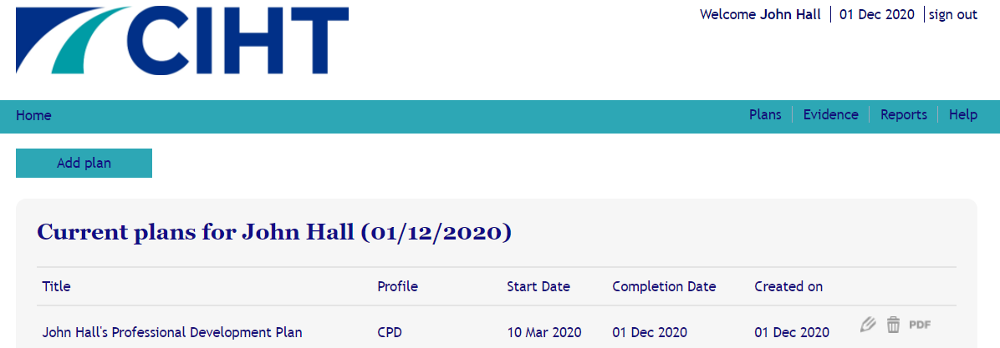 CIHT
Welcome John Hall | 01 Dec 2020 | sign out
Home Plans Evidence Reports Help
Add plan
Current plans for John Hall (01/12/2020)
Title Profile Start Date Completion Date Created on
John Hall's Professional Development Plan CPD 10 Mar 2020 01 Dec 2020 01 Dec 2020 PDF